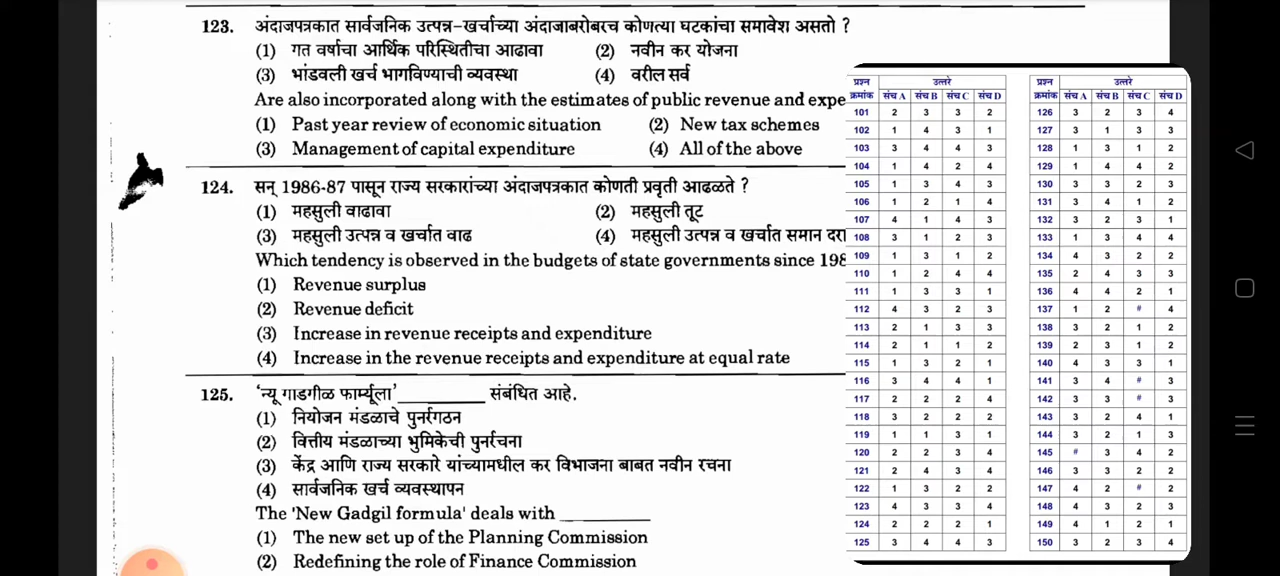 123. अंदाजपत्रकात सार्वजनिक उत्पन्न–खर्चाच्या अंदाजाबरोबरच कोणत्या घटकांचा समावेश असतो ?
(1) गत वर्षाचा आर्थिक परिस्थितीचा आढावा (2) नवीन कर योजना
(3) भांडवली खर्च भागविण्याची व्यवस्था (4) वरील सर्व
Are also incorporated along with the estimates of public revenue and expe
(1) Past year review of economic situation (2) New tax schemes
(3) Management of capital expenditure (4) All of the above
124. सन् 1986-87 पासून राज्य सरकारांच्या अंदाजपत्रकात कोणती प्रवृती आढळते ?
(1) महसुली वाढावा (2) महसुली तूट
(3) महसुली उत्पन्न व खर्चात वाढ (4) महसुली उत्पन्न व खर्चात समान दरा
Which tendency is observed in the budgets of state governments since 198
(1) Revenue surplus
(2) Revenue deficit
(3) Increase in revenue receipts and expenditure
(4) Increase in the revenue receipts and expenditure at equal rate
125. ‘न्यू गाडगीळ फार्म्यूला’ ________ संबंधित आहे.
(1) नियोजन मंडळाचे पुनर्रगठन
(2) वित्तीय मंडळाच्या भुमिकेची पुनर्रचना
(3) केंद्र आणि राज्य सरकारे यांच्यामधील कर विभाजना बाबत नवीन रचना
(4) सार्वजनिक खर्च व्यवस्थापन
The 'New Gadgil formula' deals with ________
(1) The new set up of the Planning Commission
(2) Redefining the role of Finance Commission
प्रश्न उत्तरे
क्रमांक संच A संच B संच C संच D
101 2 3 3 2
102 1 4 3 1
103 3 4 4 3
104 1 4 2 4
105 1 3 4 3
106 1 2 1 4
107 4 1 4 3
108 3 1 2 3
109 1 3 1 2
110 1 2 4 4
111 1 3 3 1
112 4 3 2 3
113 2 1 3 3
114 2 1 1 2
115 1 3 2 1
116 3 4 4 1
117 2 2 2 4
118 3 2 2 2
119 1 1 3 1
120 2 2 3 4
121 2 4 3 4
122 1 3 2 2
123 4 3 3 4
124 2 2 2 1
125 3 4 4 3
प्रश्न उत्तरे
क्रमांक संच A संच B संच C संच D
126 3 2 3 4
127 3 1 3 3
128 1 3 1 2
129 1 4 4 2
130 3 3 2 3
131 3 4 1 2
132 3 2 3 1
133 1 3 4 4
134 4 3 2 2
135 2 4 3 3
136 4 4 2 1
137 1 2 # 4
138 3 2 1 2
139 2 3 1 2
140 4 3 3 1
141 3 4 # 3
142 3 3 # 3
143 3 2 4 1
144 3 2 1 3
145 # 3 4 2
146 3 3 2 2
147 4 2 # 2
148 4 3 2 3
149 4 1 2 1
150 3 2 3 4